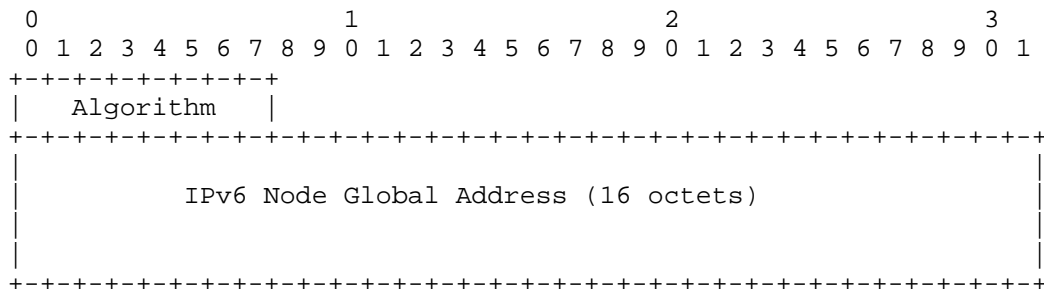 0                   1                   2                   3
 0 1 2 3 4 5 6 7 8 9 0 1 2 3 4 5 6 7 8 9 0 1 2 3 4 5 6 7 8 9 0 1
+-+-+-+-+-+-+-+-+
|   Algorithm   |
+-+-+-+-+-+-+-+-+-+-+-+-+-+-+-+-+-+-+-+-+-+-+-+-+-+-+-+-+-+-+-+-+
|                                                               |
|          IPv6 Node Global Address (16 octets)                 |
|                                                               |
|                                                               |
+-+-+-+-+-+-+-+-+-+-+-+-+-+-+-+-+-+-+-+-+-+-+-+-+-+-+-+-+-+-+-+-+